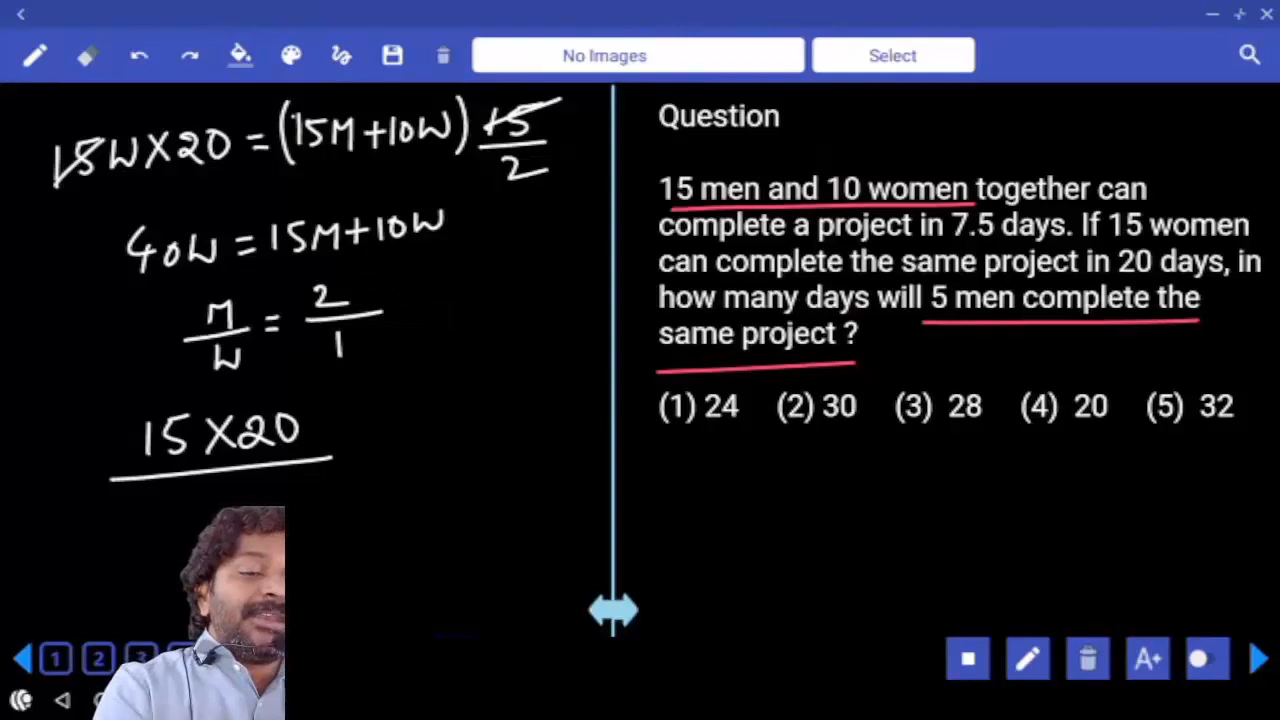 No Images
Select
15W X 20 = (15M + 10W) 15/2
40W = 15M + 10W
M/W = 2/1
15 X 20
Question
15 men and 10 women together can
complete a project in 7.5 days. If 15 women
can complete the same project in 20 days, in
how many days will 5 men complete the
same project ?
(1) 24 (2) 30 (3) 28 (4) 20 (5) 32
1 2 3
A+